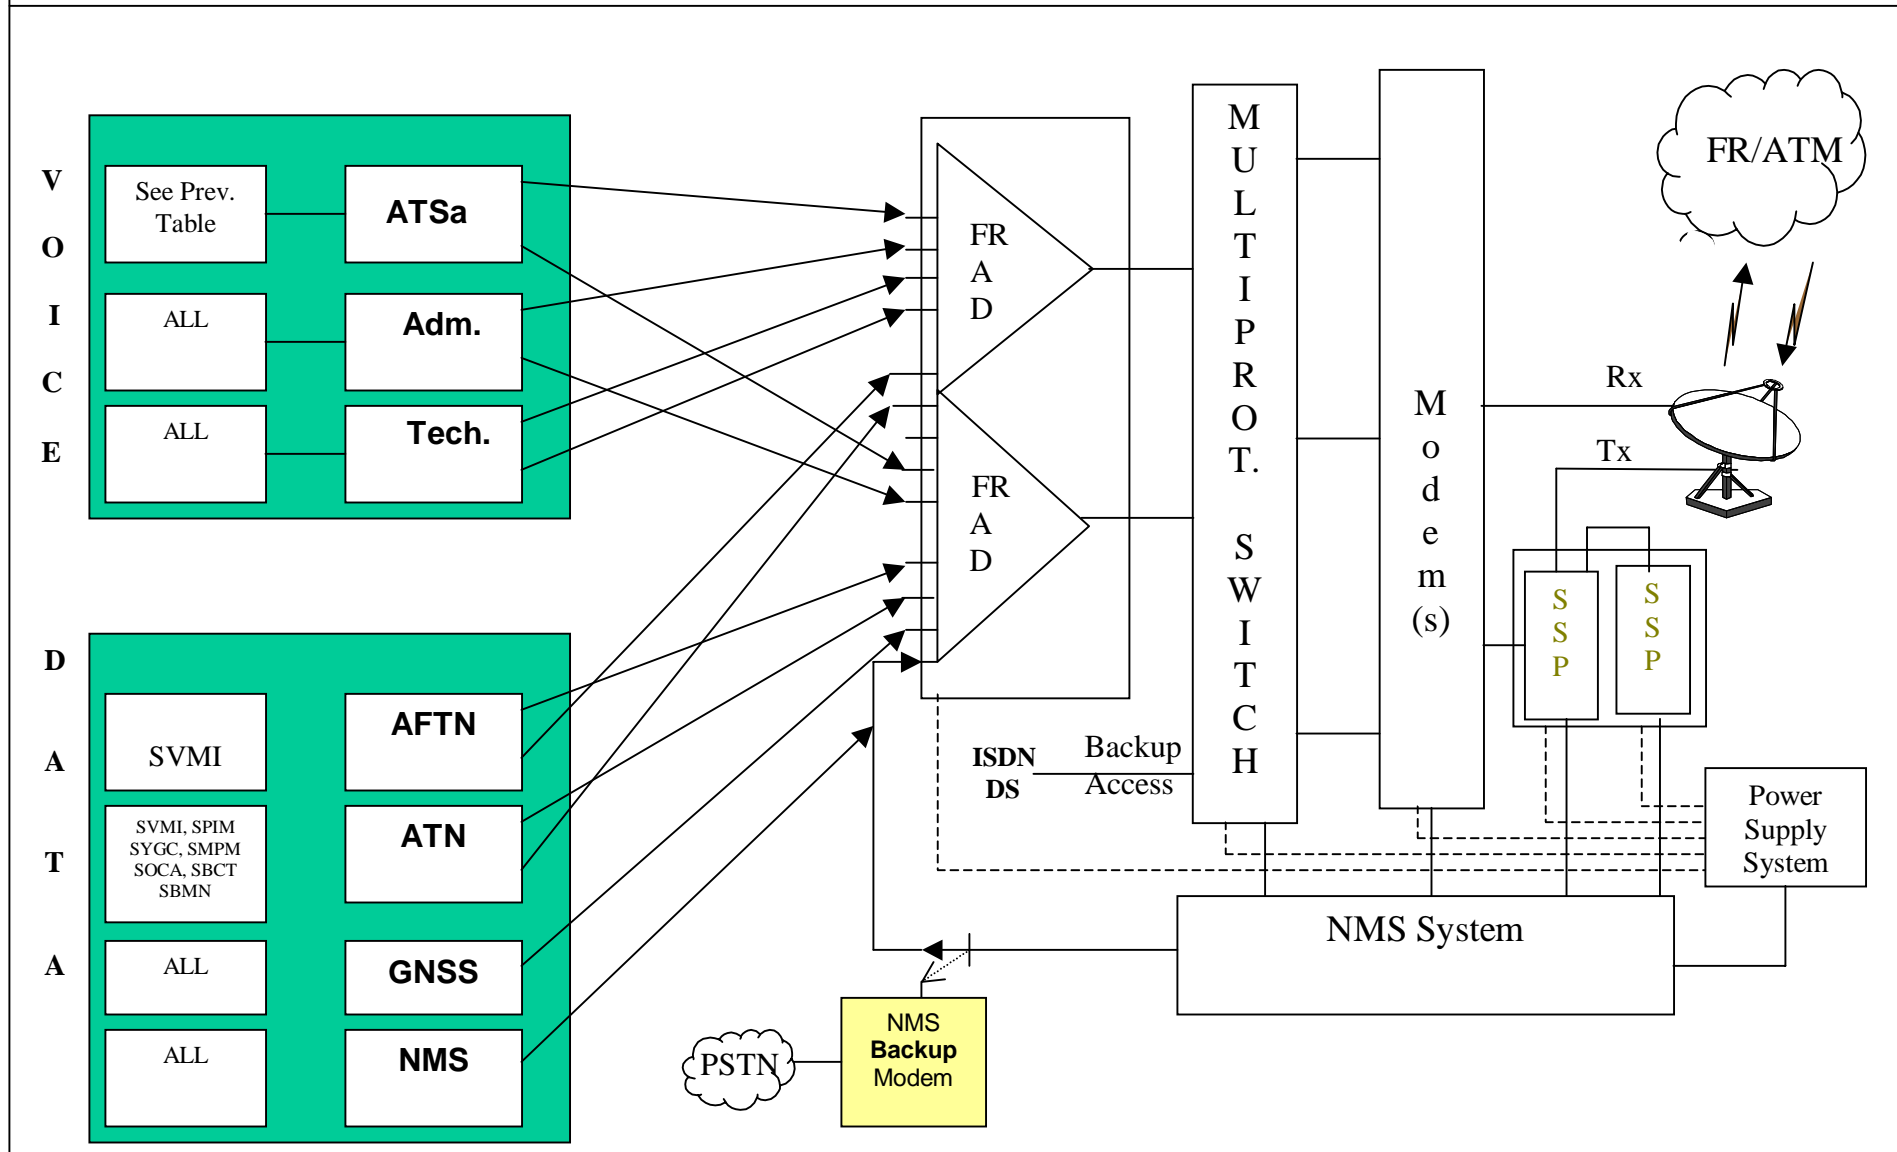 V
O
I
C
E
See Prev.
Table
ATSa
ALL
Adm.
ALL
Tech.
D
A
T
A
SVMI
AFTN
SVMI, SPIM
SYGC, SMPM
SOCA, SBCT
SBMN
ATN
ALL
GNSS
ALL
NMS
FR
A
D
FR
A
D
M
U
L
T
I
P
R
O
T.
S
W
I
T
C
H
ISDN
DS
Backup
Access
M
o
d
e
m
(s)
FR/ATM
Rx
Tx
S
S
P
S
S
P
Power
Supply
System
NMS System
NMS
Backup
Modem
PSTN